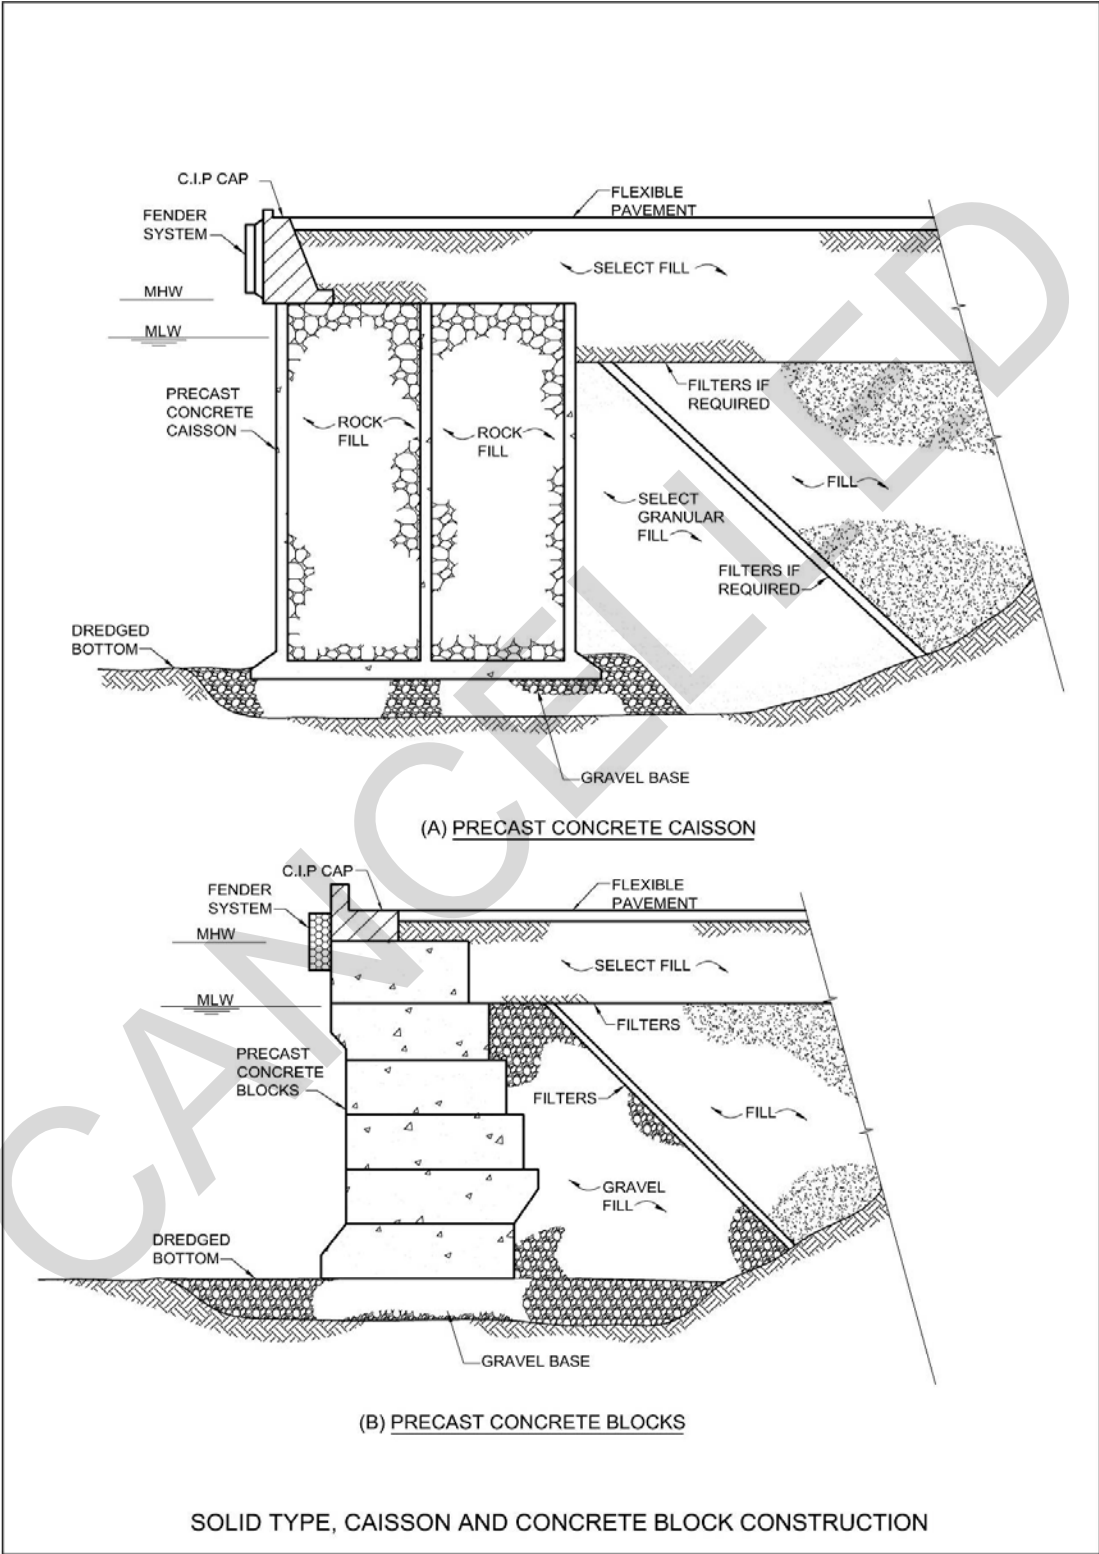 C.I.P CAP
FLEXIBLE
PAVEMENT
FENDER
SYSTEM
SELECT FILL
MHW
MLW
FILTERS IF
REQUIRED
PRECAST
CONCRETE
CAISSON
ROCK
FILL
ROCK
FILL
FILL
SELECT
GRANULAR
FILL
FILTERS IF
REQUIRED
DREDGED
BOTTOM
GRAVEL BASE
(A) PRECAST CONCRETE CAISSON
C.I.P CAP
FLEXIBLE
PAVEMENT
FENDER
SYSTEM
MHW
SELECT FILL
MLW
FILTERS
PRECAST
CONCRETE
BLOCKS
FILTERS
FILL
GRAVEL
FILL
DREDGED
BOTTOM
GRAVEL BASE
(B) PRECAST CONCRETE BLOCKS
SOLID TYPE, CAISSON AND CONCRETE BLOCK CONSTRUCTION
CANCELLED